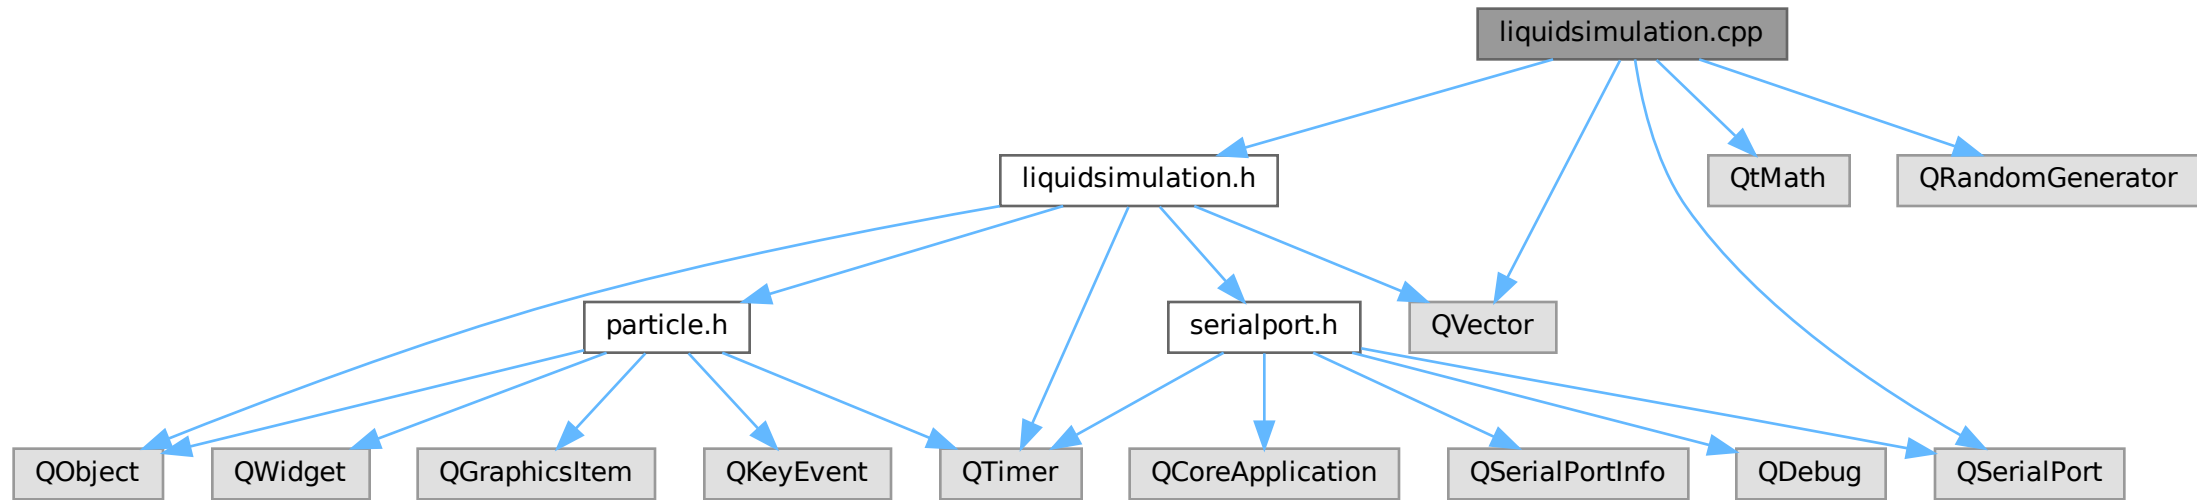 liquidsimulation.cpp
liquidsimulation.h
QtMath
QRandomGenerator
particle.h
serialport.h
QVector
QObject
QWidget
QGraphicsItem
QKeyEvent
QTimer
QCoreApplication
QSerialPortInfo
QDebug
QSerialPort